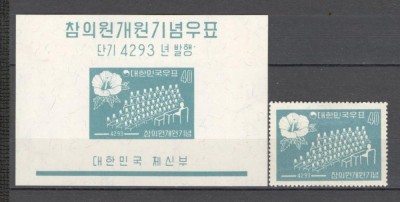 참의원개원기념우표
단기 4293 년 발행
대한민국우표 40
4293 참의원개원기념
대한민국 체신부
대한민국우표 40
4293 참의원개원기념